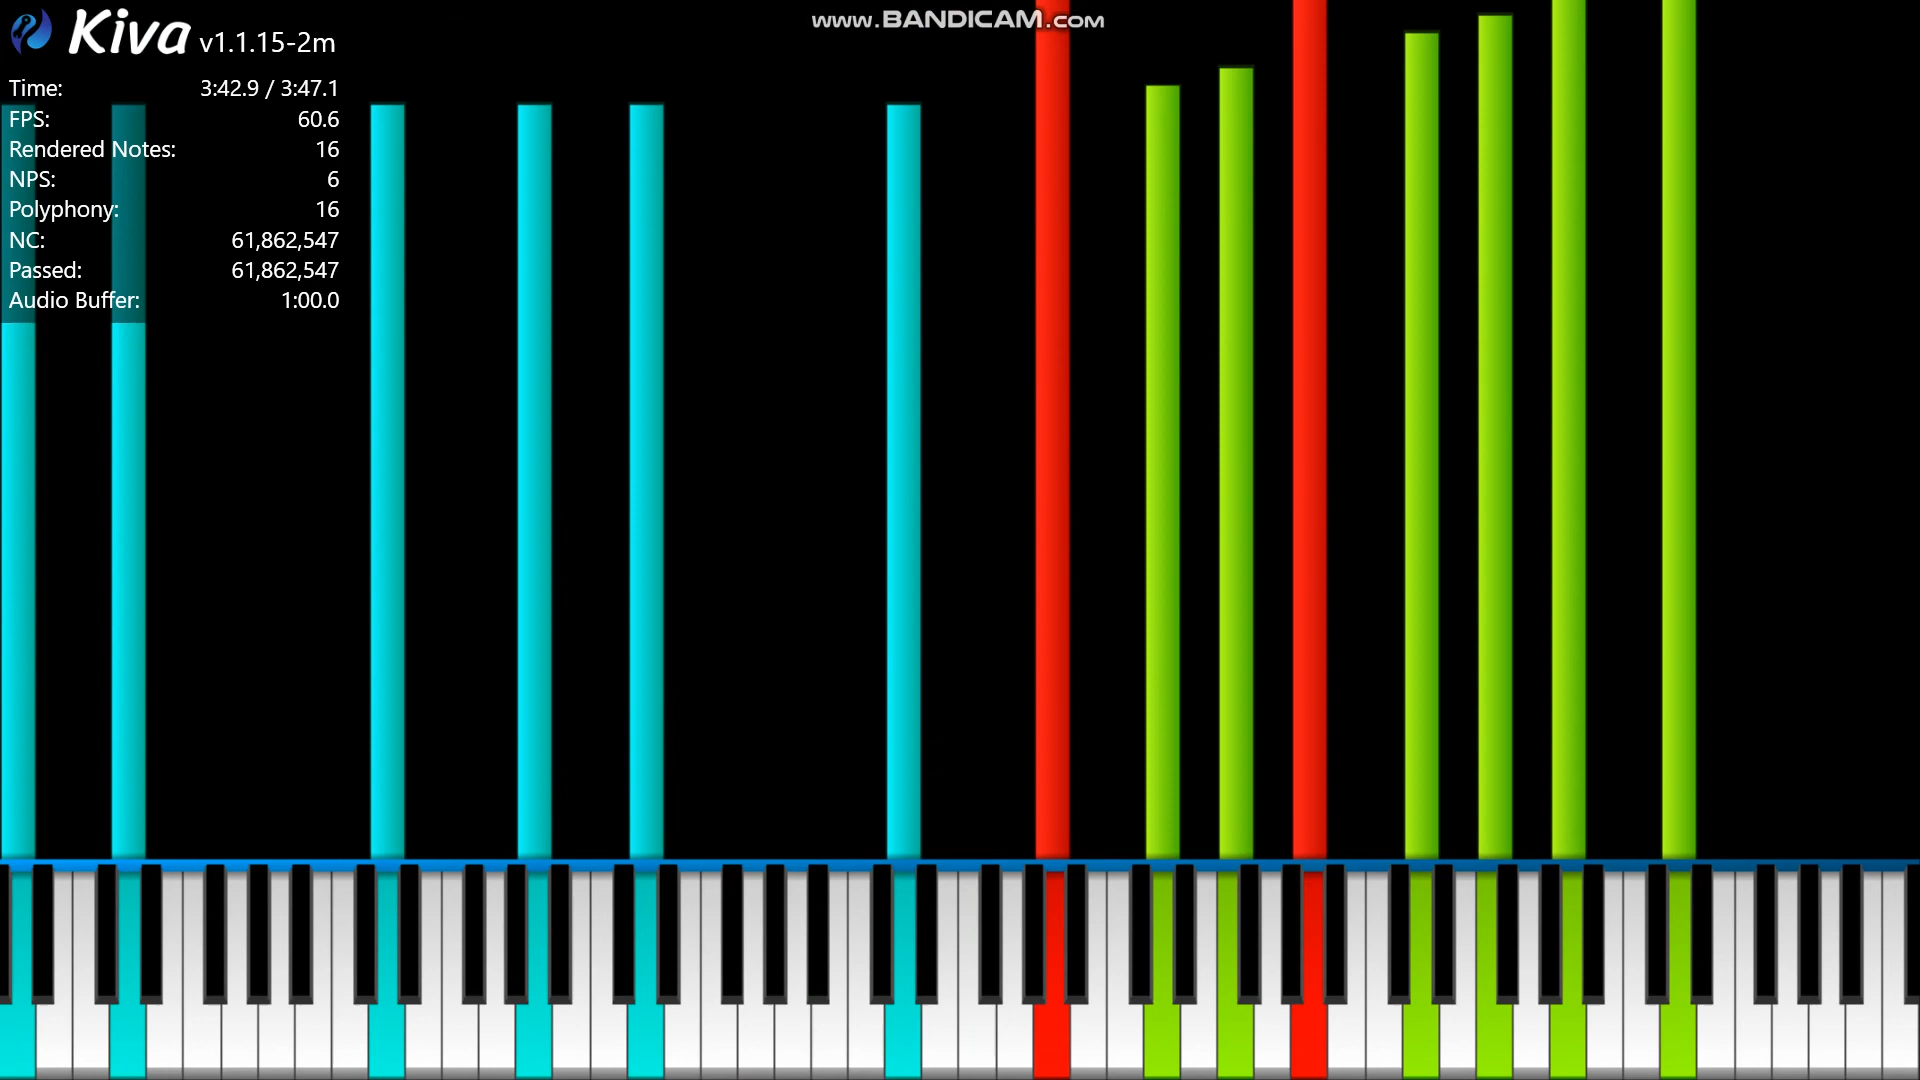 www.BANDICAM.com
Kiva v1.1.15-2m
Time: 3:42.9 / 3:47.1
FPS: 60.6
Rendered Notes: 16
NPS: 6
Polyphony: 16
NC: 61,862,547
Passed: 61,862,547
Audio Buffer: 1:00.0